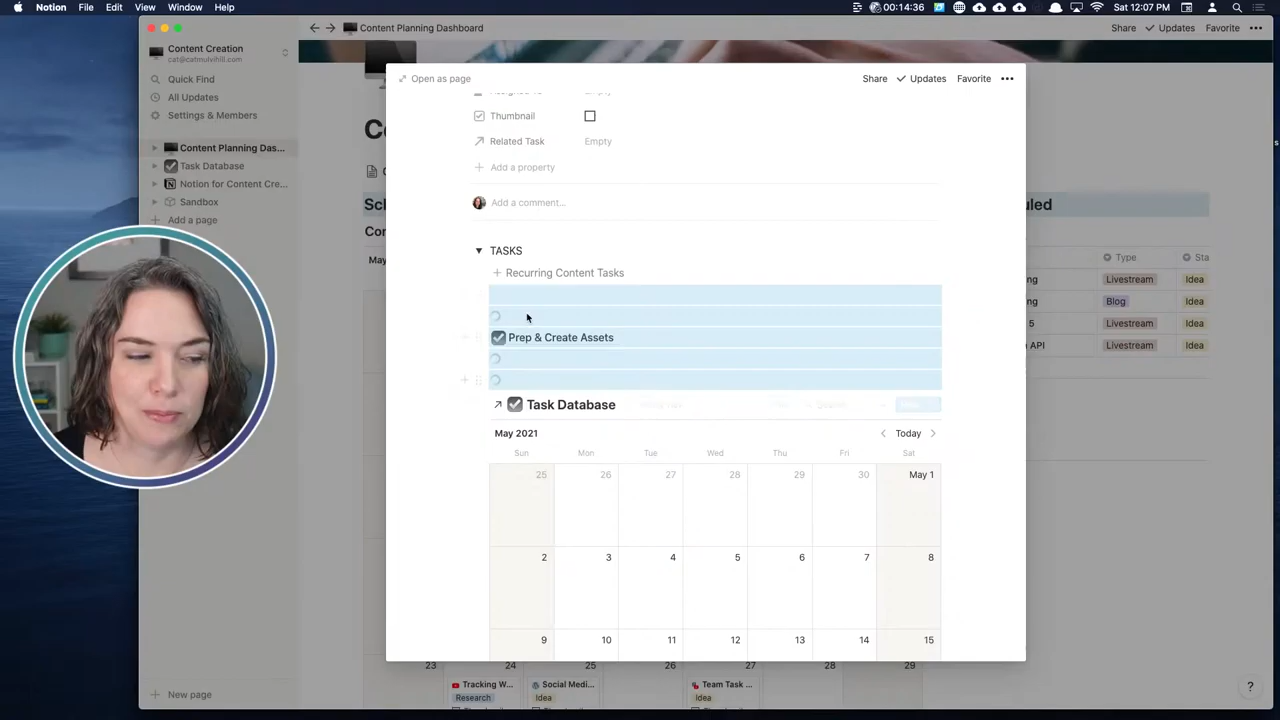 Notion File Edit View Window Help
00:14:36
Sat 12:07 PM
Content Creation
cat@catmulvihill.com
Content Planning Dashboard
Share Updates Favorite
Quick Find
All Updates
Settings & Members
Content Planning Das...
Task Database
Notion for Content Cre...
Sandbox
Add a page
New page
Open as page
Share Updates Favorite
Thumbnail
Related Task Empty
Add a property
Add a comment...
TASKS
Recurring Content Tasks
Prep & Create Assets
Task Database
May 2021
Today
Sun Mon Tue Wed Thu Fri Sat
25 26 27 28 29 30 May 1
2 3 4 5 6 7 8
9 10 11 12 13 14 15
23 24 25 26 27 28 29
Tracking W... Social Medi... Team Task ...
Research Idea Idea
Type Sta
Livestream Idea
Blog Idea
5 Livestream Idea
API Livestream Idea
?